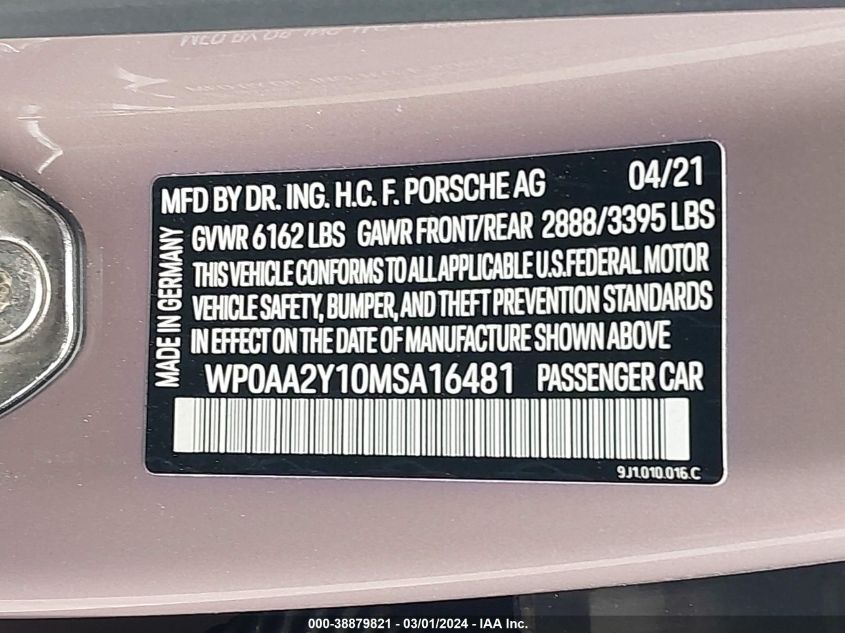 MFD BY DR. ING. H.C. F. PORSCHE AG 04/21
GVWR 6162 LBS GAWR FRONT/REAR 2888/3395 LBS
THIS VEHICLE CONFORMS TO ALL APPLICABLE U.S.FEDERAL MOTOR
VEHICLE SAFETY, BUMPER, AND THEFT PREVENTION STANDARDS
IN EFFECT ON THE DATE OF MANUFACTURE SHOWN ABOVE
MADE IN GERMANY
WP0AA2Y10MSA16481 PASSENGER CAR
9J1.010.016.C
000-38879821 - 03/01/2024 - IAA Inc.